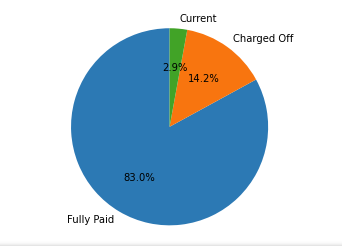 Current
Charged Off
2.9%
14.2%
83.0%
Fully Paid